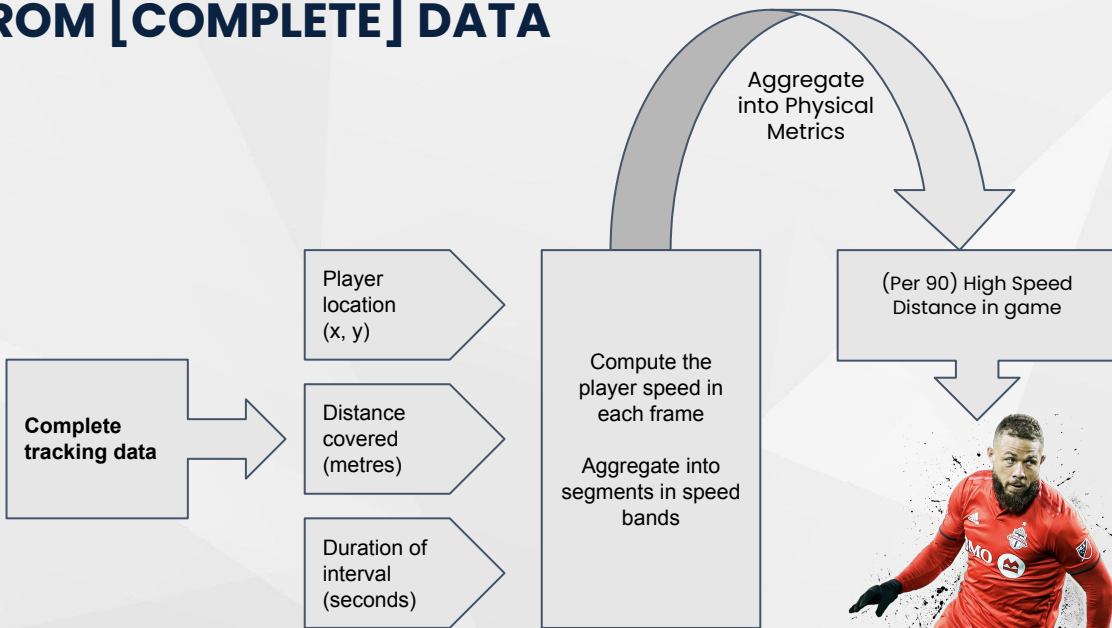 ROM [COMPLETE] DATA
Aggregate
into Physical
Metrics
Player
location
(x, y)
(Per 90) High Speed
Distance in game
Compute the
player speed in
each frame
Aggregate into
segments in speed
bands
Complete
tracking data
Distance
covered
(metres)
Duration of
interval
(seconds)
MO